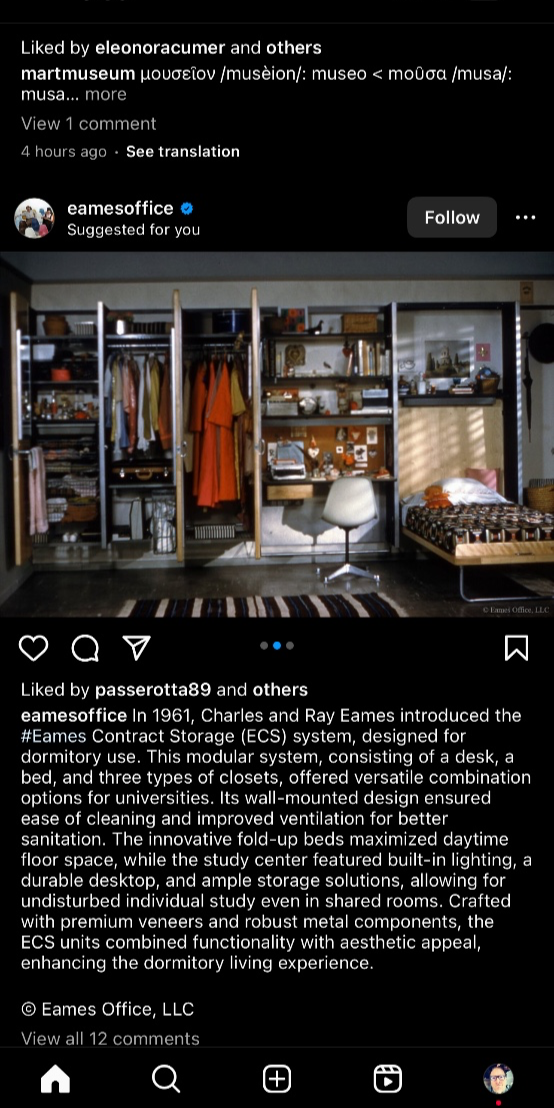 Liked by eleonoracumer and others
martmuseum μουσεῖον /musèion/: museo < moῦσα /musa/:
musa... more
View 1 comment
4 hours ago · See translation
eamesoffice
Suggested for you
Follow
© Eames Office, LLC
Liked by passerotta89 and others
eamesoffice In 1961, Charles and Ray Eames introduced the
#Eames Contract Storage (ECS) system, designed for
dormitory use. This modular system, consisting of a desk, a
bed, and three types of closets, offered versatile combination
options for universities. Its wall-mounted design ensured
ease of cleaning and improved ventilation for better
sanitation. The innovative fold-up beds maximized daytime
floor space, while the study center featured built-in lighting, a
durable desktop, and ample storage solutions, allowing for
undisturbed individual study even in shared rooms. Crafted
with premium veneers and robust metal components, the
ECS units combined functionality with aesthetic appeal,
enhancing the dormitory living experience.
© Eames Office, LLC
View all 12 comments